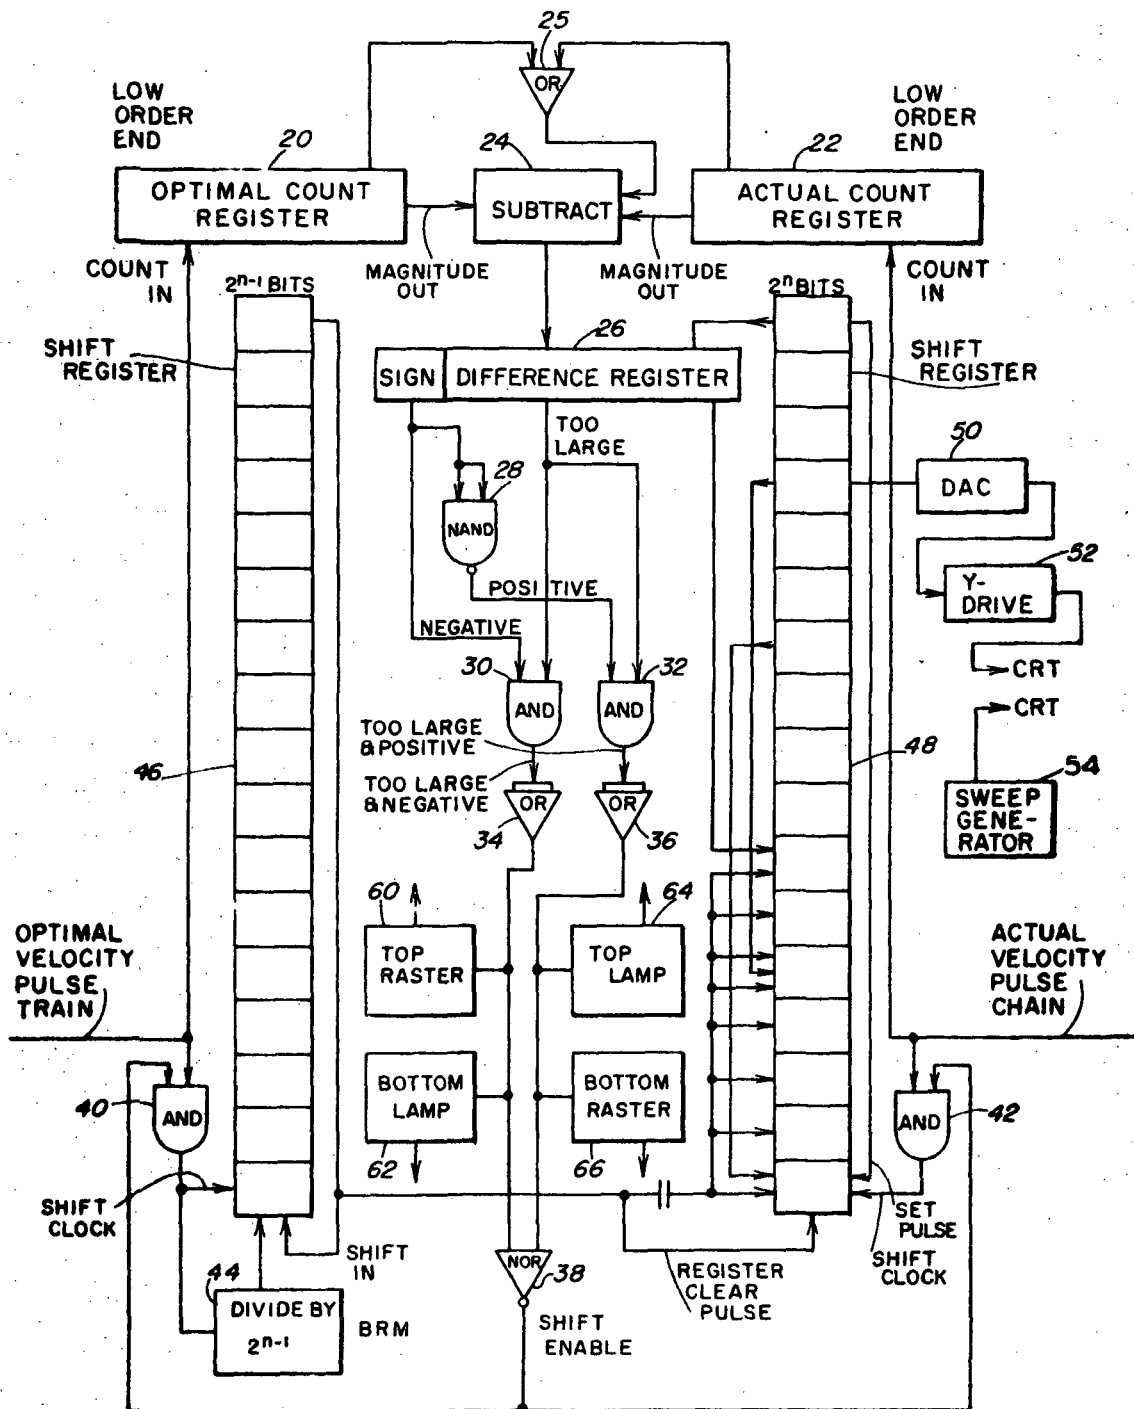 25
OR
LOW
ORDER
END
LOW
ORDER
END
20
24
22
OPTIMAL COUNT
REGISTER
SUBTRACT
ACTUAL COUNT
REGISTER
COUNT
IN
MAGNITUDE
OUT
MAGNITUDE
OUT
COUNT
IN
2n-1 BITS
2n BITS
SHIFT
REGISTER
26
SIGN
DIFFERENCE REGISTER
SHIFT
REGISTER
TOO
LARGE
28
NAND
50
DAC
POSITIVE
NEGATIVE
52
Y-
DRIVE
30
AND
32
AND
CRT
CRT
TOO LARGE
& POSITIVE
46
TOO LARGE
& NEGATIVE
OR
34
OR
36
48
54
SWEEP
GENE-
RATOR
60
TOP
RASTER
64
TOP
LAMP
OPTIMAL
VELOCITY
PULSE
TRAIN
ACTUAL
VELOCITY
PULSE
CHAIN
BOTTOM
LAMP
62
BOTTOM
RASTER
66
40
AND
AND
42
SHIFT
CLOCK
SET
PULSE
SHIFT
CLOCK
SHIFT
IN
NOR
38
REGISTER
CLEAR
PULSE
44
DIVIDE BY
2n-1
BRM
SHIFT
ENABLE